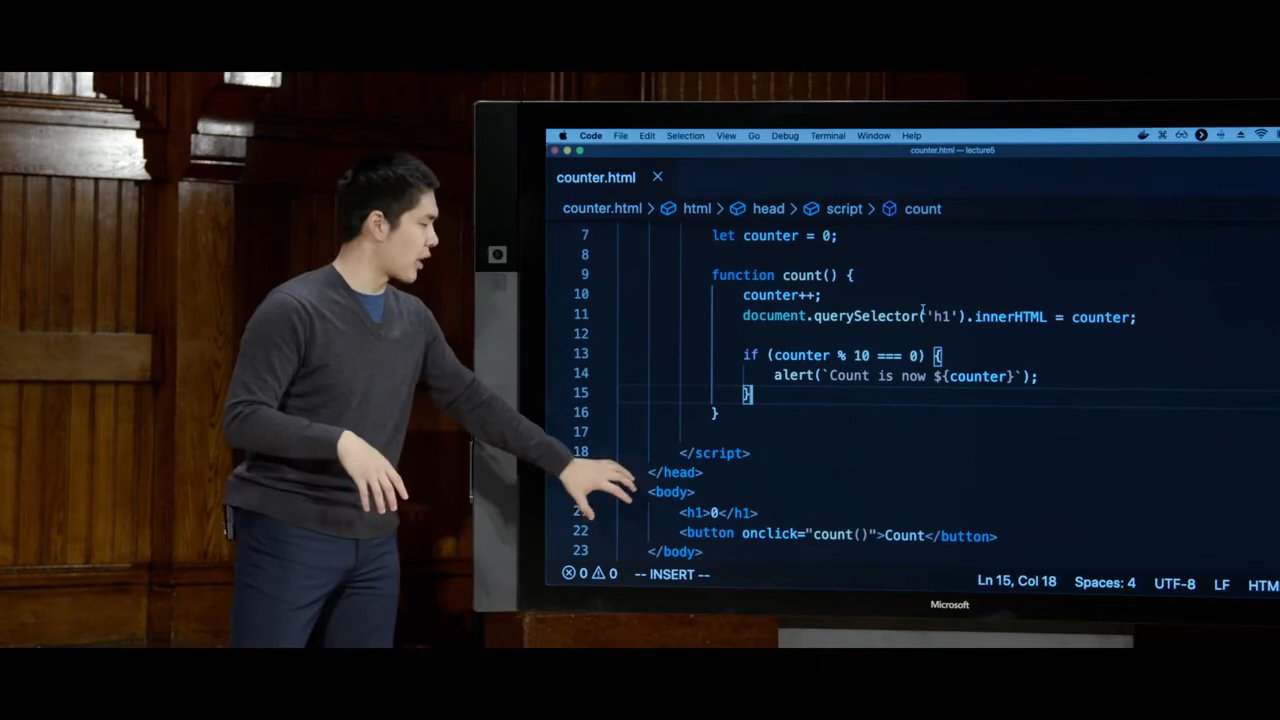 Code File Edit Selection View Go Debug Terminal Window Help
counter.html — lecture5
counter.html
counter.html > html > head > script > count
7 let counter = 0;
8
9 function count() {
10 counter++;
11 document.querySelector('h1').innerHTML = counter;
12
13 if (counter % 10 === 0) {
14 alert(`Count is now ${counter}`);
15 }
16 }
17
18 </script>
</head>
<body>
<h1>0</h1>
22 <button onclick="count()">Count</button>
23 </body>
0 0 -- INSERT -- Ln 15, Col 18 Spaces: 4 UTF-8 LF HTM
Microsoft